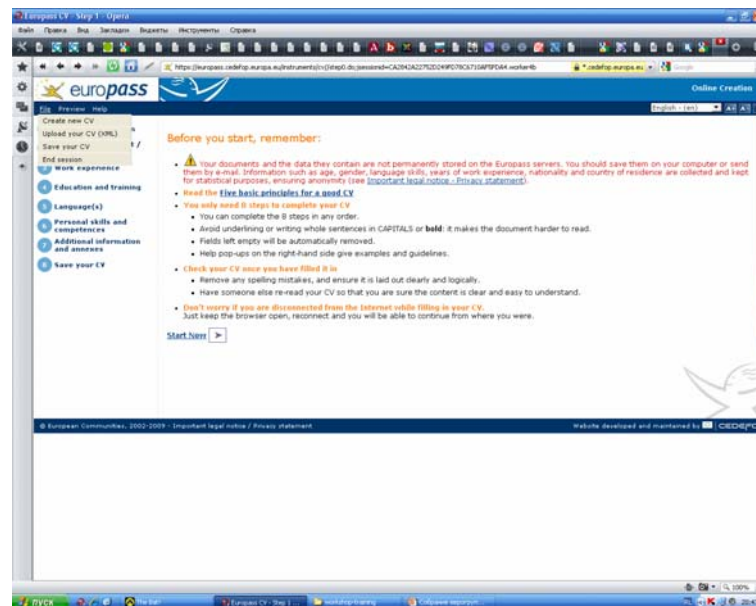 Europass CV - Step 1 - Opera
Файл Правка Вид Закладки Виджеты Инструменты Справка
https://europass.cedefop.europa.eu/instruments/cv/step0.do;jsessionid=
*.cedefop.europa.eu
Google
europass
Online Creation
File Preview Help
English - (en)
Create new CV
Upload your CV (XML)
Save your CV
End session
Work experience
4 Education and training
5 Language(s)
6 Personal skills and
competences
7 Additional information
and annexes
8 Save your CV
Before you start, remember:
Your documents and the data they contain are not permanently stored on the Europass servers. You should save them on your computer or send
them by e-mail. Information such as age, gender, language skills, years of work experience, nationality and country of residence are collected and kept
for statistical purposes, ensuring anonymity (see Important legal notice - Privacy statement).
Read the Five basic principles for a good CV
You only need 8 steps to complete your CV
You can complete the 8 steps in any order.
Avoid underlining or writing whole sentences in CAPITALS or bold: it makes the document harder to read.
Fields left empty will be automatically removed.
Help pop-ups on the right-hand side give examples and guidelines.
Check your CV once you have filled it in
Remove any spelling mistakes, and ensure it is laid out clearly and logically.
Have someone else re-read your CV so that you are sure the content is clear and easy to understand.
Don't worry if you are disconnected from the Internet while filling in your CV.
Just keep the browser open, reconnect and you will be able to continue from where you were.
Start Now
© European Communities, 2002-2009 - Important legal notice / Privacy statement
Website developed and maintained by CEDEFO
100%
пуск
The Bat!
Europass CV - Step 1 ...
workshop-training